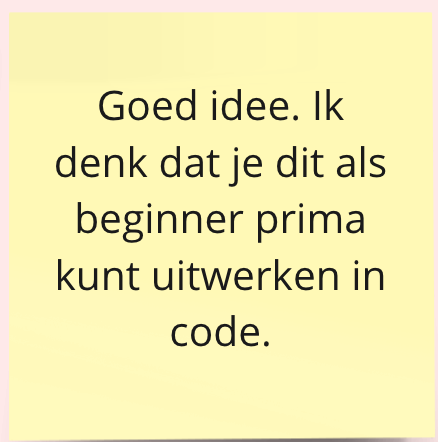 Goed idee. Ik
denk dat je dit als
beginner prima
kunt uitwerken in
code.